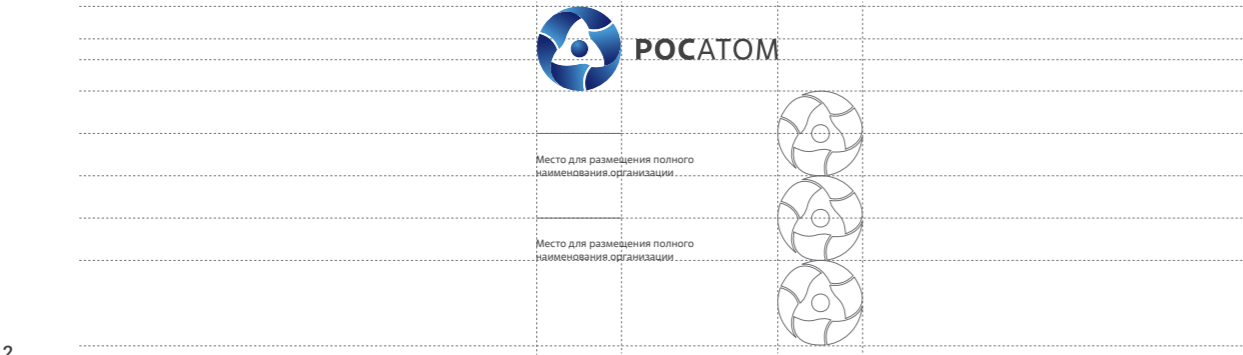 РОСАТОМ
Место для размещения полного
наименования организации
Место для размещения полного
наименования организации
2